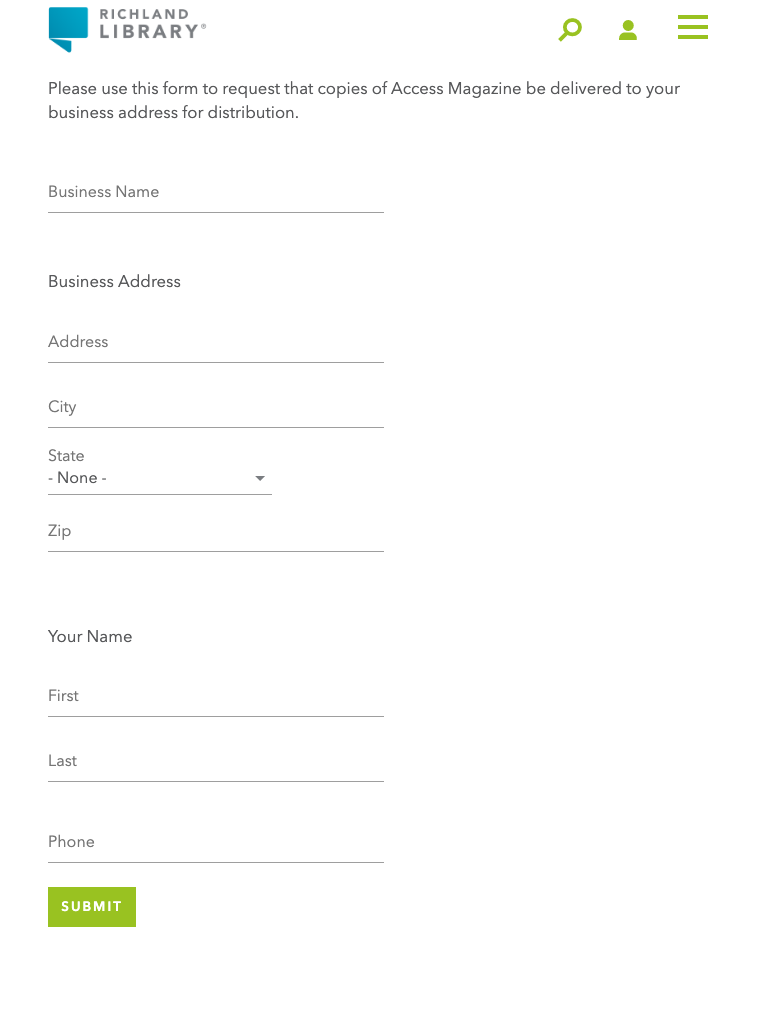 RICHLAND
LIBRARY®
Please use this form to request that copies of Access Magazine be delivered to your
business address for distribution.
Business Name
Business Address
Address
City
State
- None -
Zip
Your Name
First
Last
Phone
SUBMIT